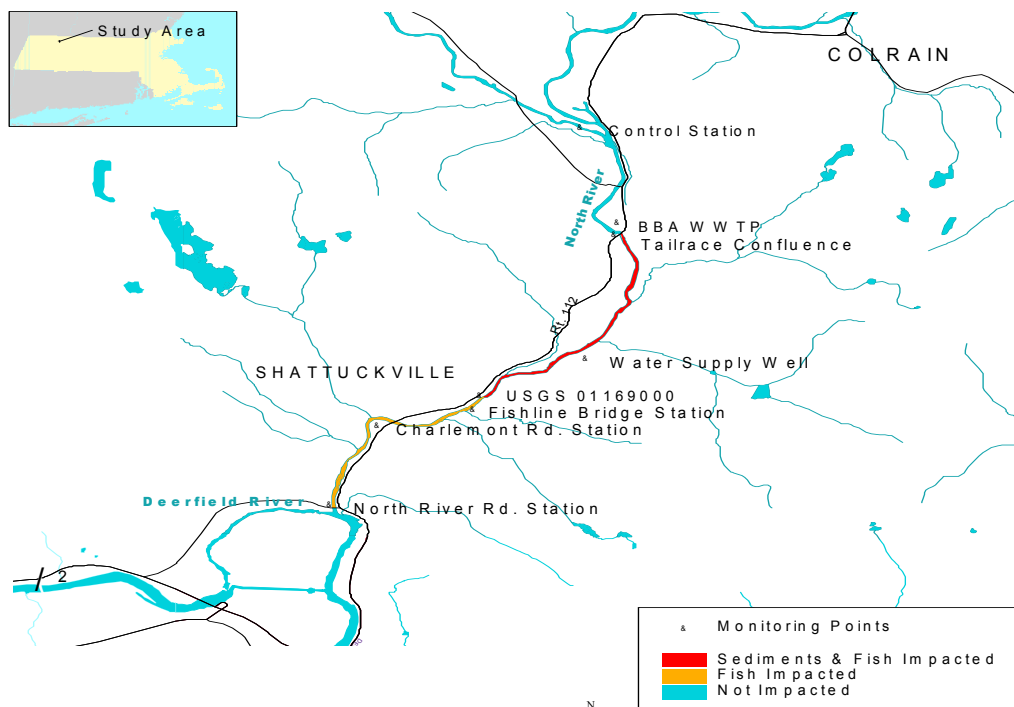 Study Area
COLRAIN
& Control Station
North River
&
BBA WWTP
& Tailrace Confluence
Rt. 112
& Water Supply Well
SHATTUCKVILLE
& USGS 01169000
& Fishline Bridge Station
& Charlemont Rd. Station
Deerfield River
& North River Rd. Station
2
& Monitoring Points
Sediments & Fish Impacted
Fish Impacted
Not Impacted
N